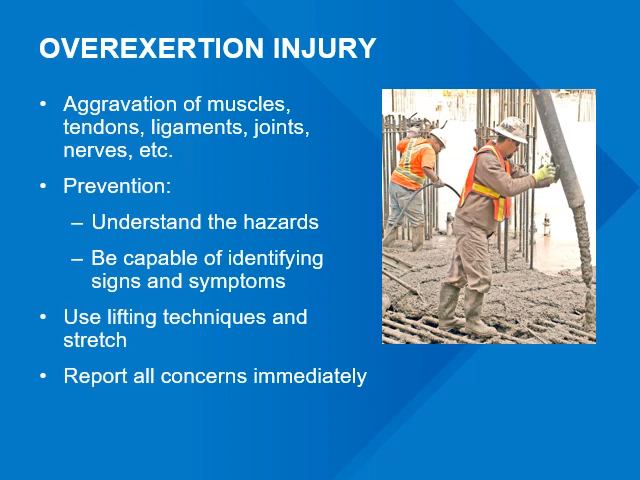 OVEREXERTION INJURY
• Aggravation of muscles,
tendons, ligaments, joints,
nerves, etc.
• Prevention:
– Understand the hazards
– Be capable of identifying
signs and symptoms
• Use lifting techniques and
stretch
• Report all concerns immediately